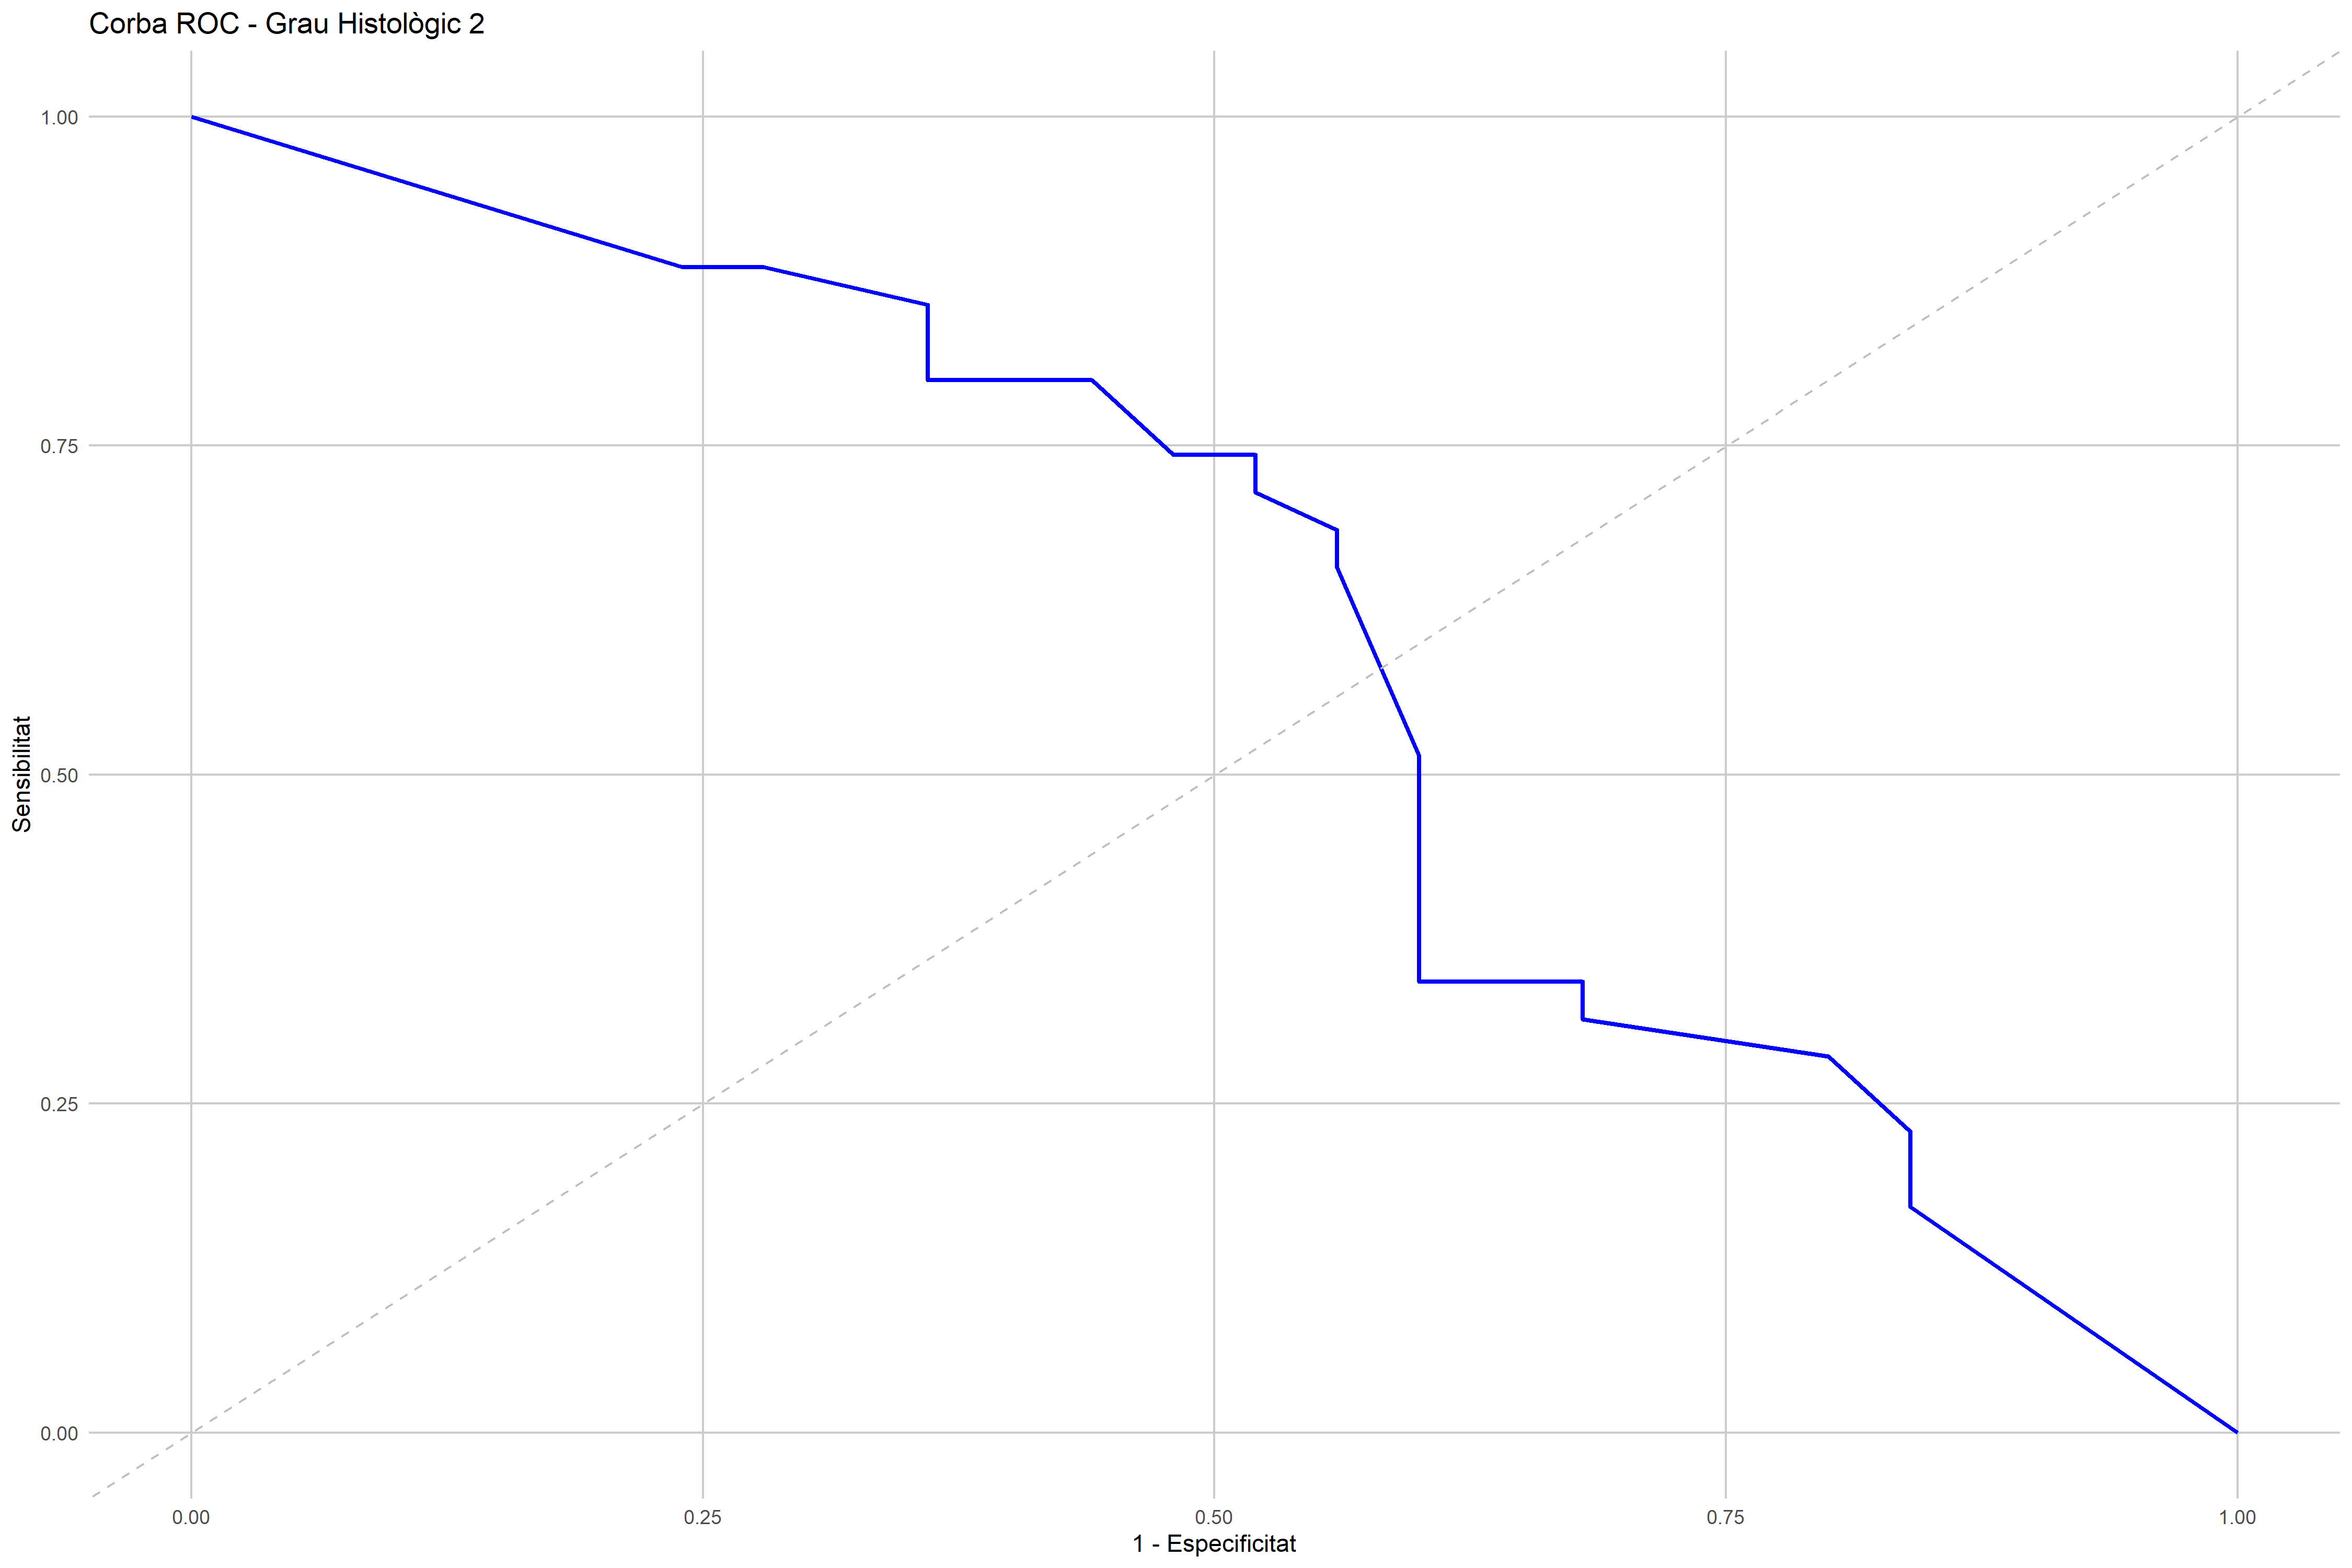 Corba ROC - Grau Histològic 2
1.00
0.75
0.50
0.25
0.00
Sensibilitat
0.00 0.25 0.50 0.75 1.00
1 - Especificitat